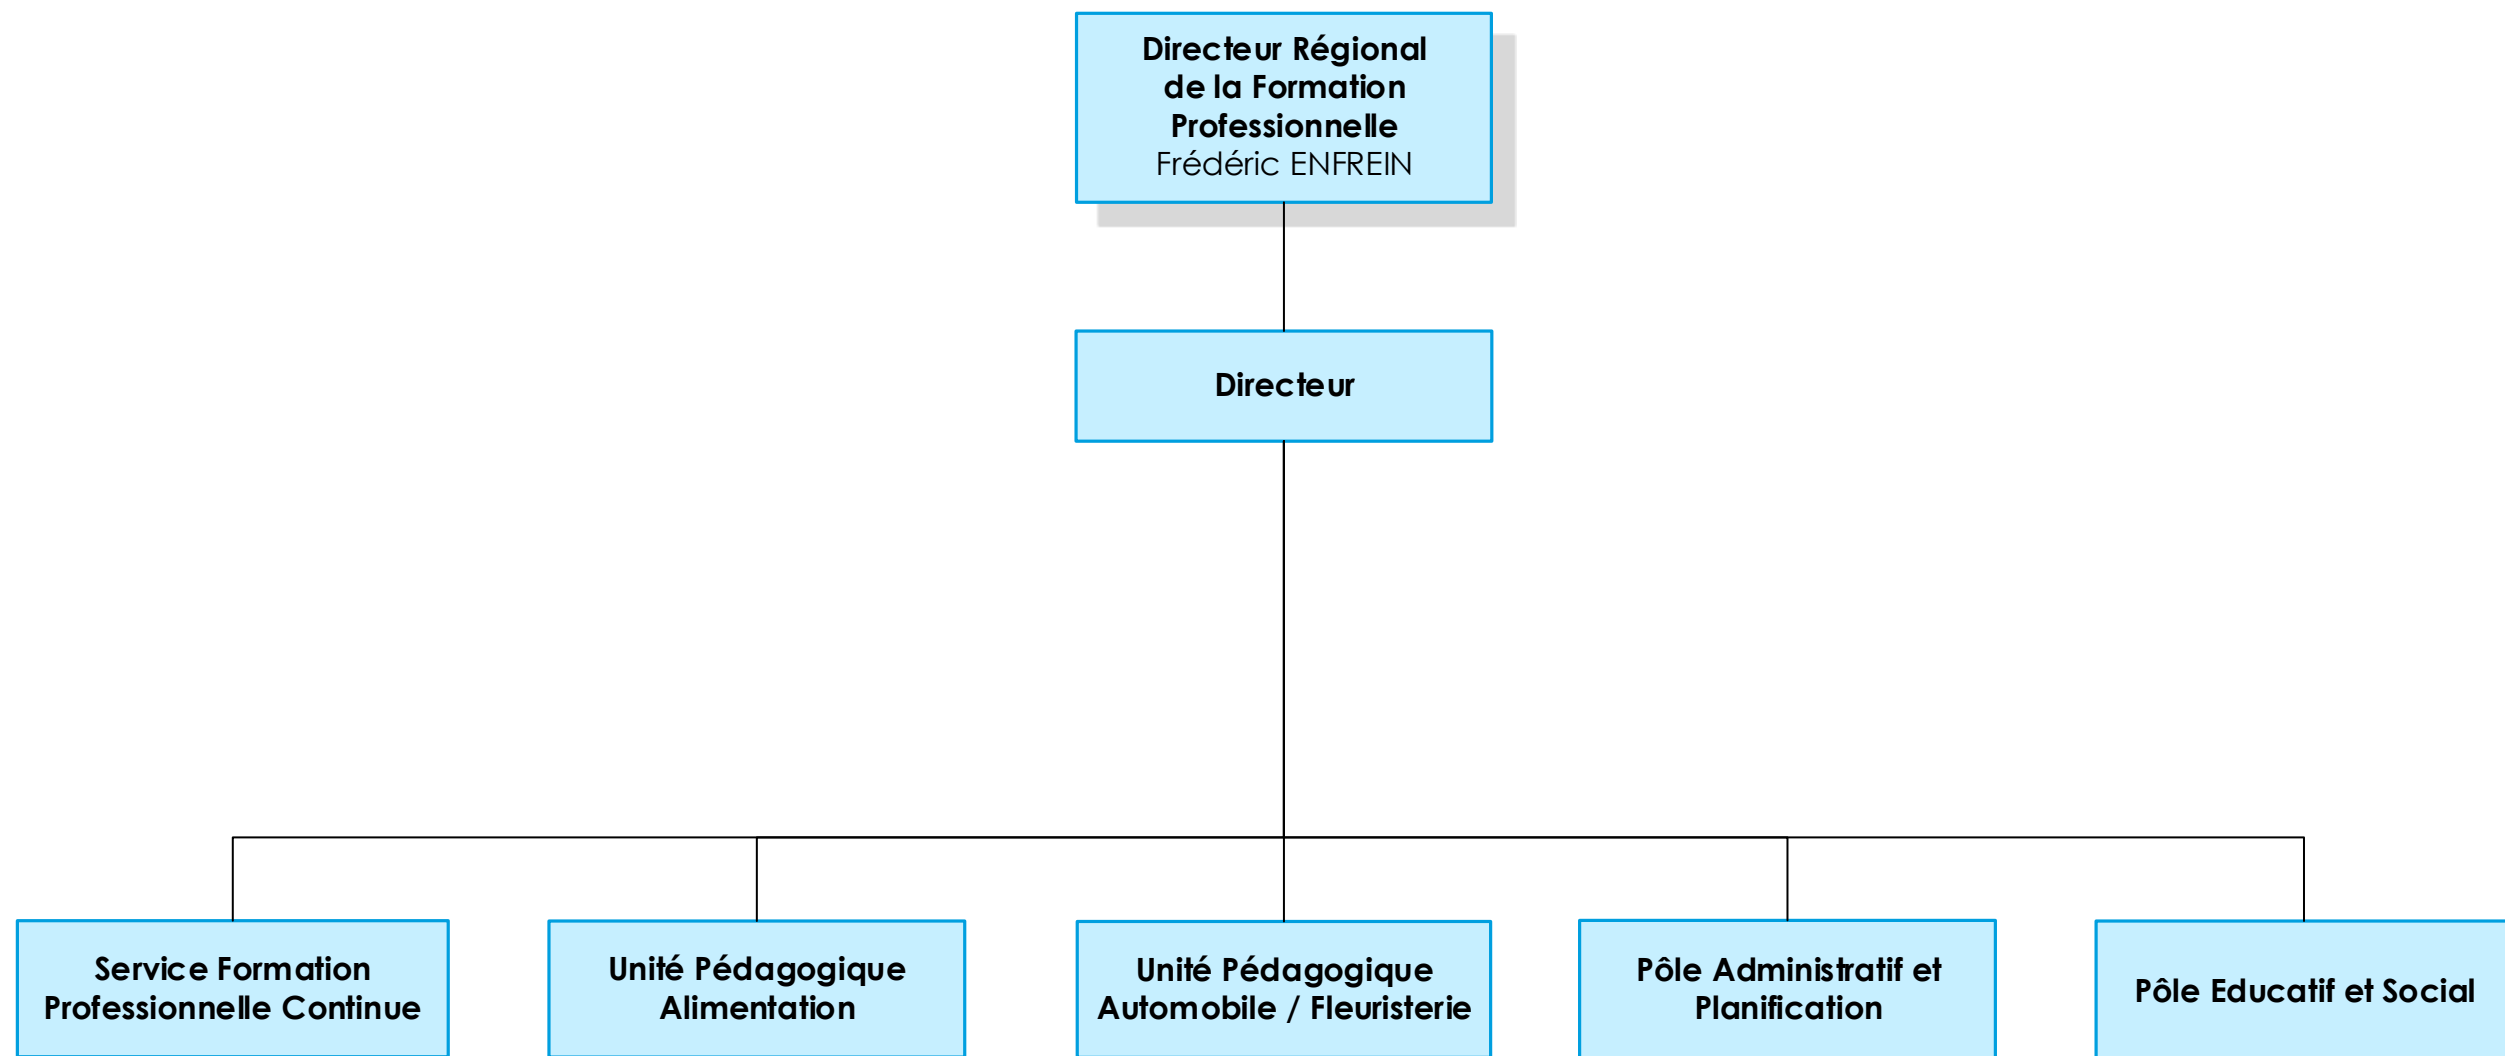 Directeur Régional
de la Formation
Professionnelle
Frédéric ENFREIN
Directeur
Service Formation
Professionnelle Continue
Unité Pédagogique
Alimentation
Unité Pédagogique
Automobile / Fleuristerie
Pôle Administratif et
Planification
Pôle Educatif et Social